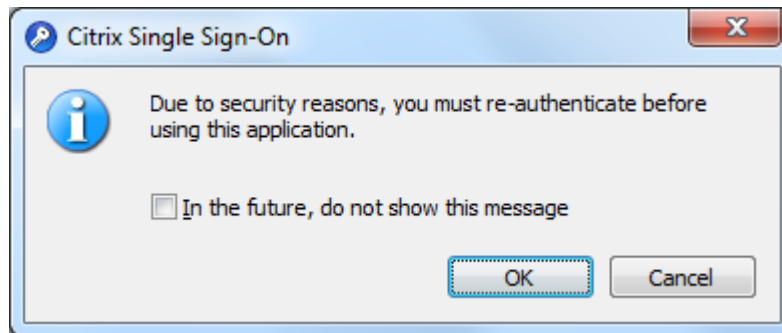 Citrix Single Sign-On
Due to security reasons, you must re-authenticate before
using this application.
In the future, do not show this message
OK
Cancel